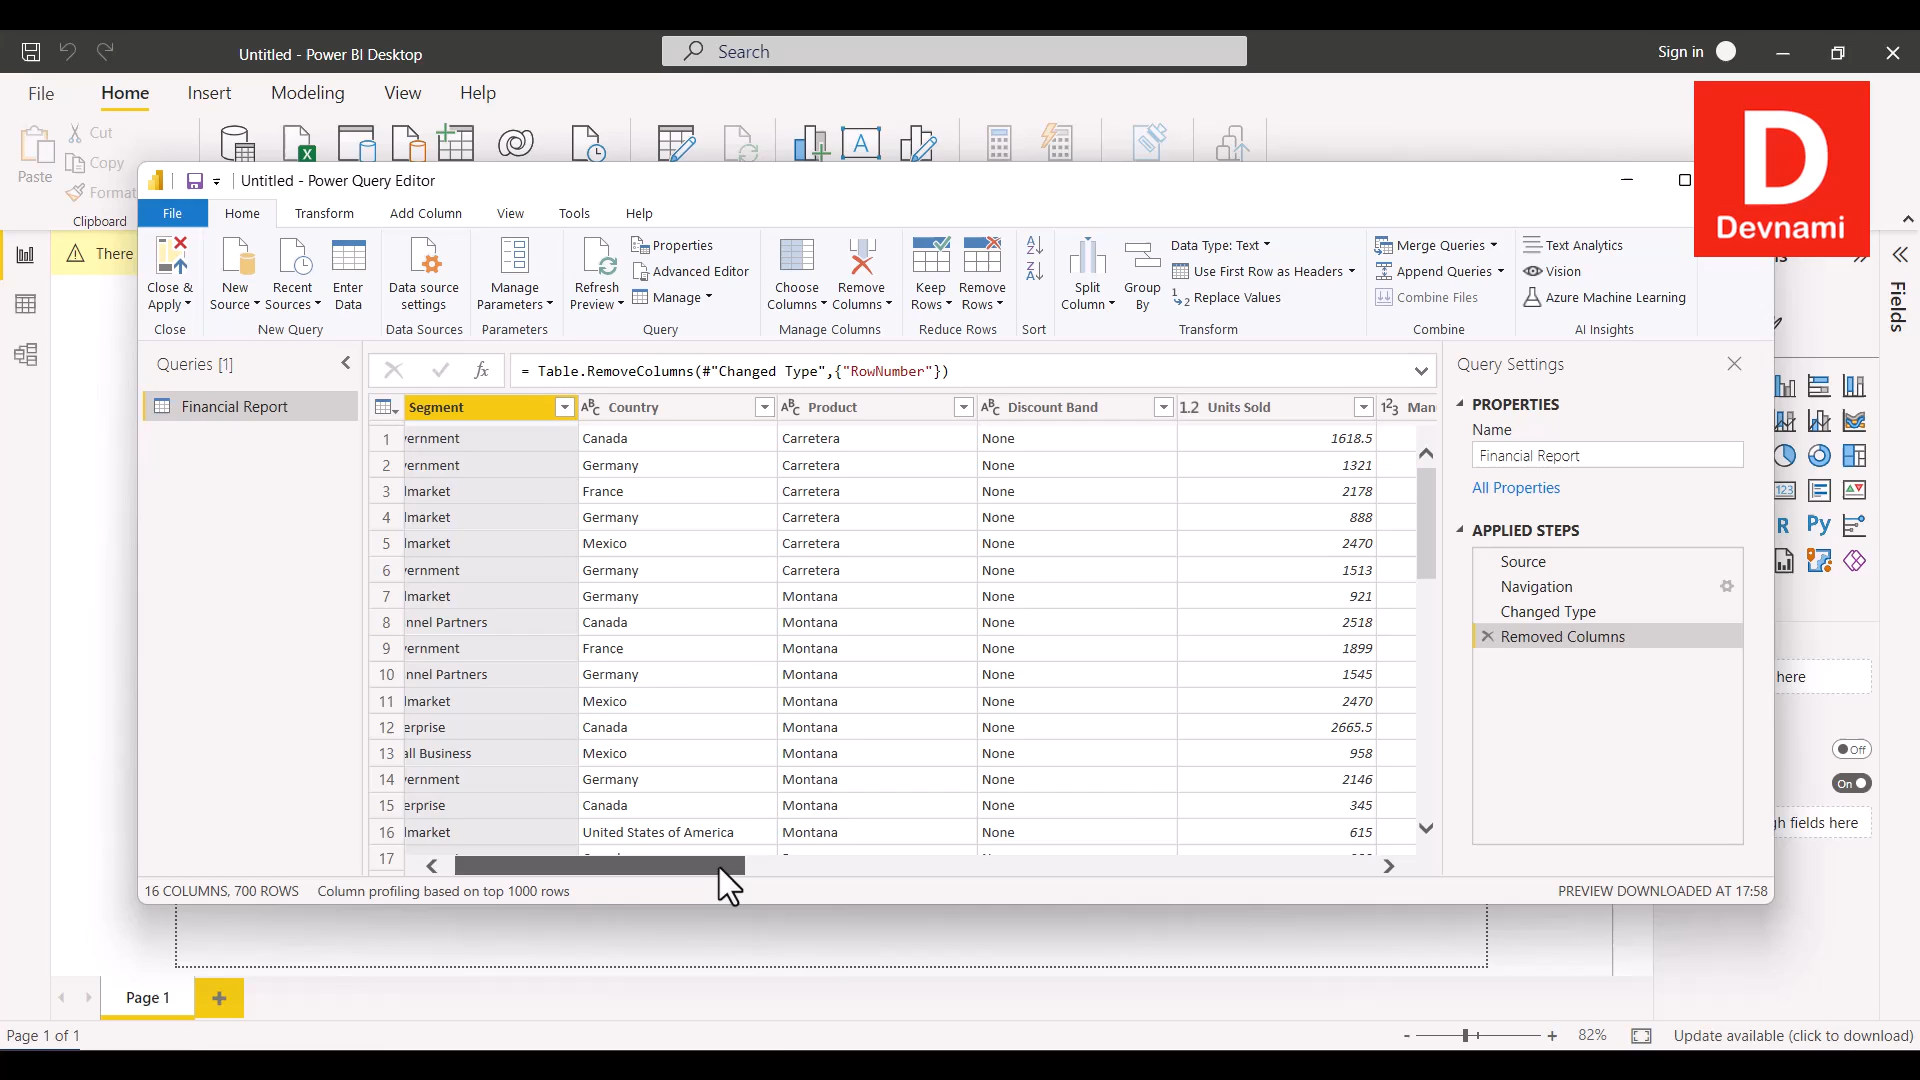 Untitled - Power BI Desktop
Search
Sign in
File Home Insert Modeling View Help
Cut
Copy
Paste
Format
Clipboard
D
Devnami
There
Untitled - Power Query Editor
File Home Transform Add Column View Tools Help
Close & Apply
New Source
Recent Sources
Enter Data
Data source settings
Manage Parameters
Refresh Preview
Properties
Advanced Editor
Manage
Choose Columns
Remove Columns
Keep Rows
Remove Rows
Split Column
Group By
Data Type: Text
Use First Row as Headers
Replace Values
Merge Queries
Append Queries
Combine Files
Text Analytics
Vision
Azure Machine Learning
Close New Query Data Sources Parameters Query Manage Columns Reduce Rows Sort Transform Combine AI Insights
Fields
Queries [1]
Financial Report
fx = Table.RemoveColumns(#"Changed Type",{"RowNumber"})
Segment ABC Country ABC Product ABC Discount Band 1.2 Units Sold 123 Man
1 vernment Canada Carretera None 1618.5
2 vernment Germany Carretera None 1321
3 lmarket France Carretera None 2178
4 lmarket Germany Carretera None 888
5 lmarket Mexico Carretera None 2470
6 vernment Germany Carretera None 1513
7 lmarket Germany Montana None 921
8 nnel Partners Canada Montana None 2518
9 vernment France Montana None 1899
10 nnel Partners Germany Montana None 1545
11 lmarket Mexico Montana None 2470
12 erprise Canada Montana None 2665.5
13 all Business Mexico Montana None 958
14 vernment Germany Montana None 2146
15 erprise Canada Montana None 345
16 lmarket United States of America Montana None 615
17
Query Settings
PROPERTIES
Name
Financial Report
All Properties
APPLIED STEPS
Source
Navigation
Changed Type
Removed Columns
123
R Py
here
Off
On
gh fields here
16 COLUMNS, 700 ROWS Column profiling based on top 1000 rows PREVIEW DOWNLOADED AT 17:58
Page 1
Page 1 of 1
- + 82% Update available (click to download)